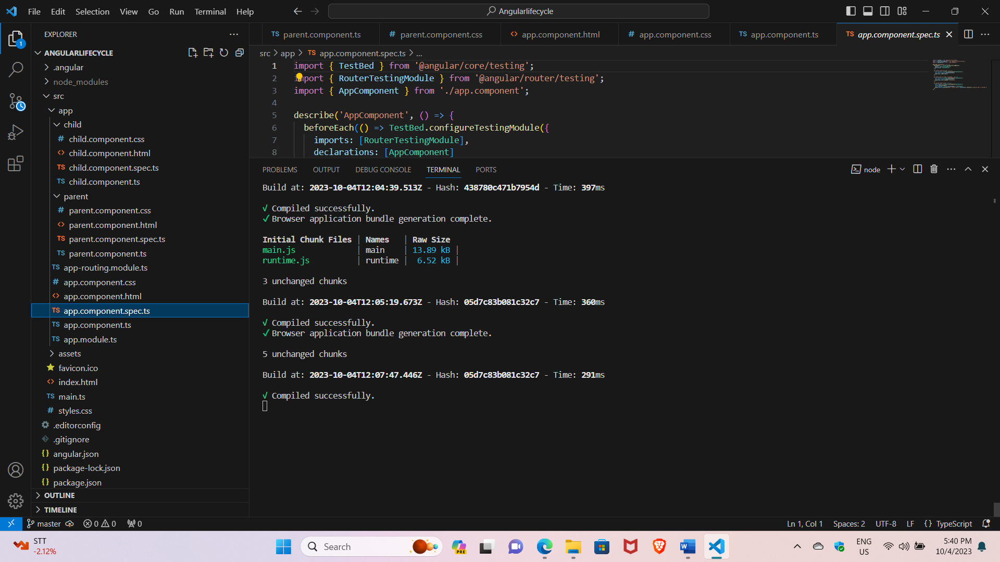 File Edit Selection View Go Run Terminal Help
Angularlifecycle
EXPLORER
1
ANGULARLIFECYCLE
.angular
node_modules
src
app
child
child.component.css
child.component.html
child.component.spec.ts
child.component.ts
parent
parent.component.css
parent.component.html
parent.component.spec.ts
parent.component.ts
app-routing.module.ts
app.component.css
app.component.html
app.component.spec.ts
app.component.ts
app.module.ts
assets
favicon.ico
index.html
main.ts
styles.css
.editorconfig
.gitignore
angular.json
package-lock.json
package.json
OUTLINE
TIMELINE
TS parent.component.ts # parent.component.css <> app.component.html # app.component.css TS app.component.ts TS app.component.spec.ts
src > app > TS app.component.spec.ts > ...
1 import { TestBed } from '@angular/core/testing';
2 import { RouterTestingModule } from '@angular/router/testing';
3 import { AppComponent } from './app.component';
4
5 describe('AppComponent', () => {
6 beforeEach(() => TestBed.configureTestingModule({
7 imports: [RouterTestingModule],
8 declarations: [AppComponent]
PROBLEMS OUTPUT DEBUG CONSOLE TERMINAL PORTS
node
Build at: 2023-10-04T12:04:39.513Z - Hash: 438780c471b7954d - Time: 397ms
√ Compiled successfully.
✓ Browser application bundle generation complete.
Initial Chunk Files | Names | Raw Size
main.js | main | 13.89 kB |
runtime.js | runtime | 6.52 kB |
3 unchanged chunks
Build at: 2023-10-04T12:05:19.673Z - Hash: 05d7c83b081c32c7 - Time: 360ms
√ Compiled successfully.
✓ Browser application bundle generation complete.
5 unchanged chunks
Build at: 2023-10-04T12:07:47.446Z - Hash: 05d7c83b081c32c7 - Time: 291ms
√ Compiled successfully.
master 0 0 0
Ln 1, Col 1 Spaces: 2 UTF-8 LF {} TypeScript
STT
-2.12%
Search
PRE
ENG
US
5:40 PM
10/4/2023